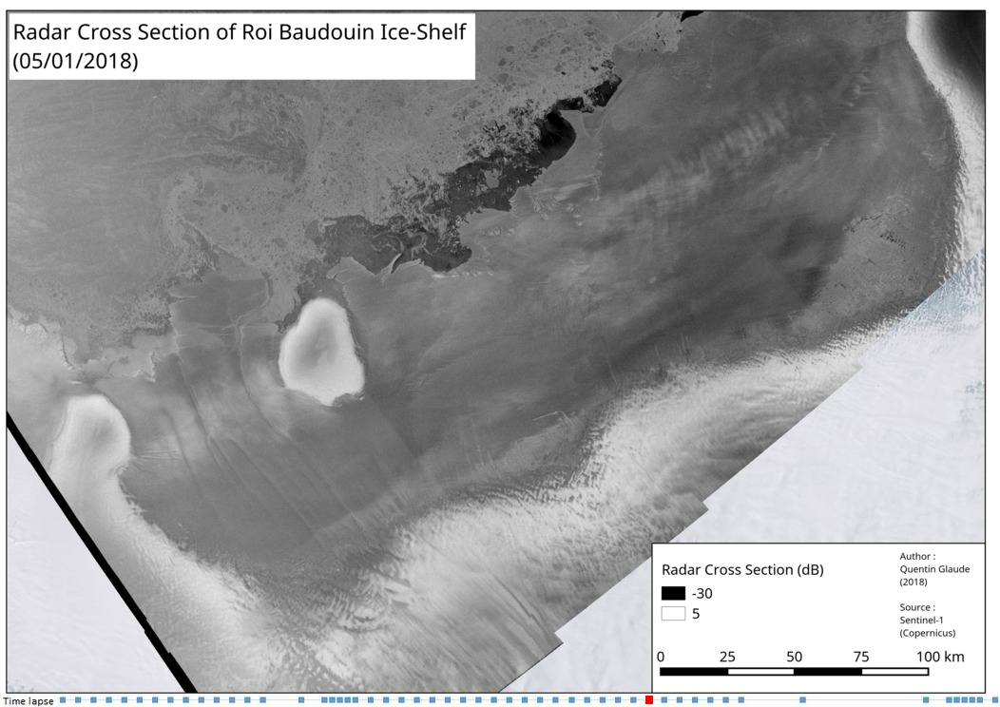 Radar Cross Section of Roi Baudouin Ice-Shelf
(05/01/2018)
Radar Cross Section (dB)
-30
5
Author :
Quentin Glaude
(2018)
Source :
Sentinel-1
(Copernicus)
0 25 50 75 100 km
Time lapse